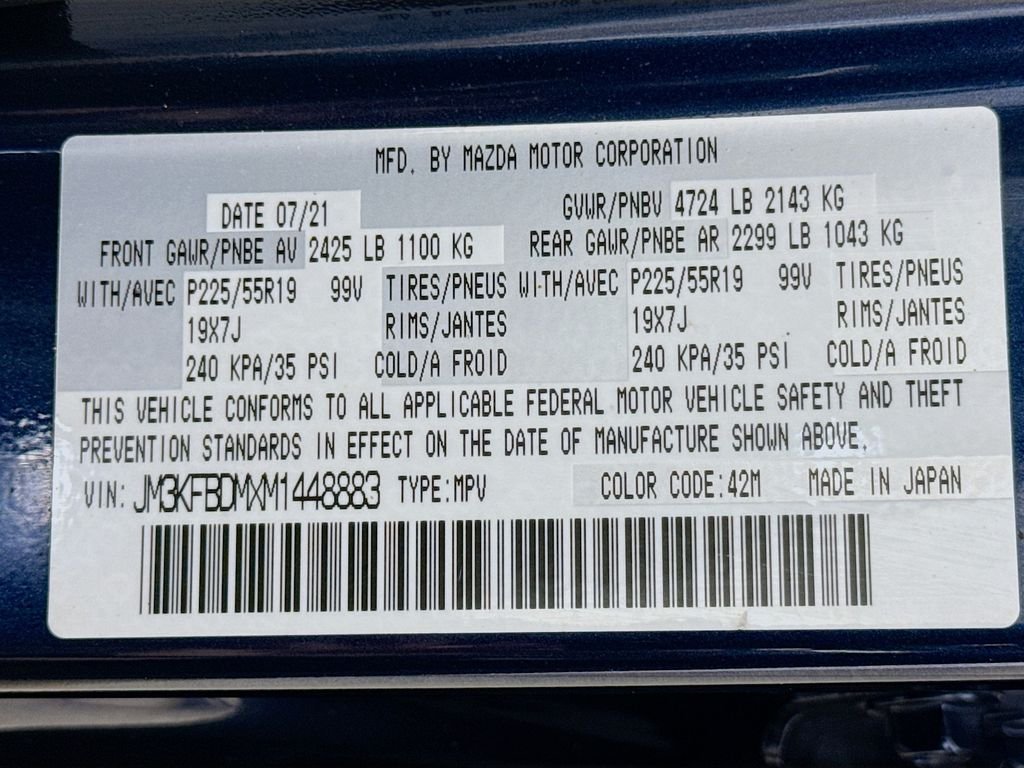 MFD. BY MAZDA MOTOR CORPORATION
DATE 07/21 GVWR/PNBV 4724 LB 2143 KG
FRONT GAWR/PNBE AV 2425 LB 1100 KG REAR GAWR/PNBE AR 2299 LB 1043 KG
WITH/AVEC P225/55R19 99V TIRES/PNEUS WITH/AVEC P225/55R19 99V TIRES/PNEUS
19X7J RIMS/JANTES 19X7J RIMS/JANTES
240 KPA/35 PSI COLD/A FROID 240 KPA/35 PSI COLD/A FROID
THIS VEHICLE CONFORMS TO ALL APPLICABLE FEDERAL MOTOR VEHICLE SAFETY AND THEFT
PREVENTION STANDARDS IN EFFECT ON THE DATE OF MANUFACTURE SHOWN ABOVE.
VIN: JM3KFBDMXM1448883 TYPE:MPV COLOR CODE:42M MADE IN JAPAN